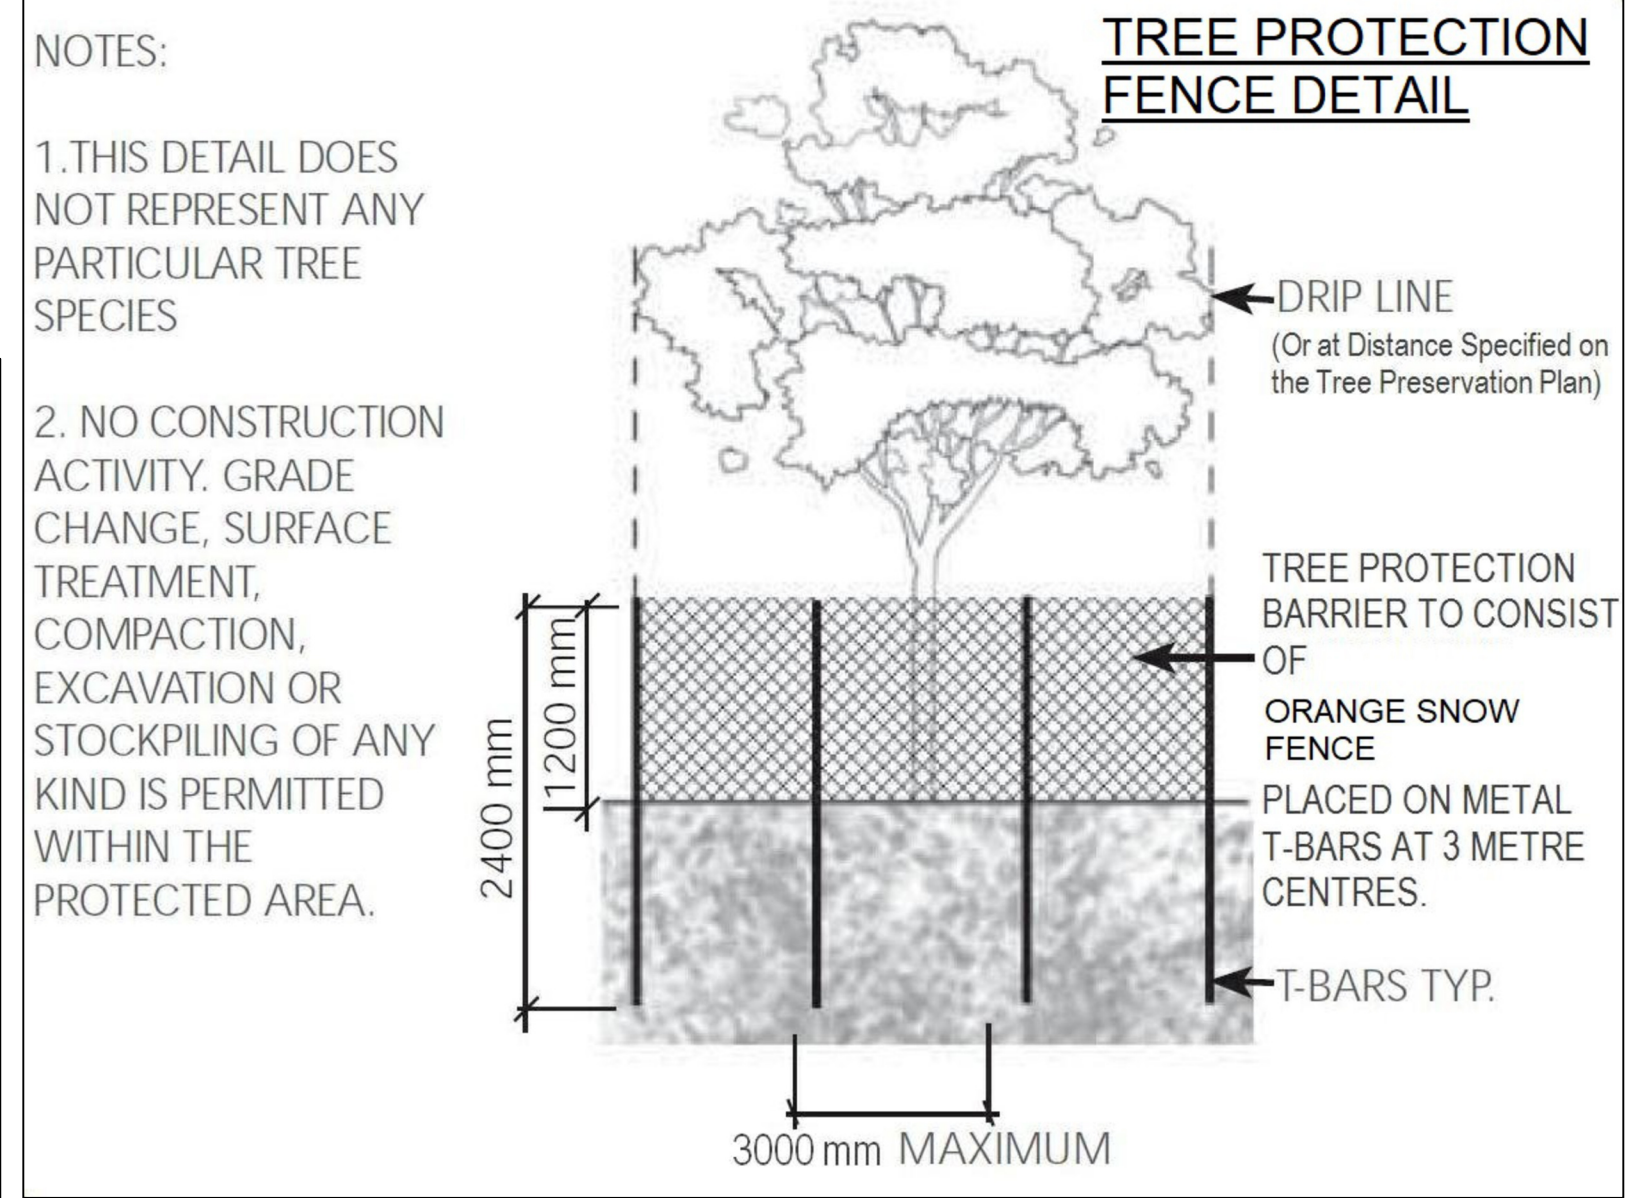 TREE PROTECTION
FENCE DETAIL
NOTES:
1.THIS DETAIL DOES
NOT REPRESENT ANY
PARTICULAR TREE
SPECIES
2. NO CONSTRUCTION
ACTIVITY. GRADE
CHANGE, SURFACE
TREATMENT,
COMPACTION,
EXCAVATION OR
STOCKPILING OF ANY
KIND IS PERMITTED
WITHIN THE
PROTECTED AREA.
DRIP LINE
(Or at Distance Specified on
the Tree Preservation Plan)
TREE PROTECTION
BARRIER TO CONSIST
OF
ORANGE SNOW
FENCE
PLACED ON METAL
T-BARS AT 3 METRE
CENTRES.
T-BARS TYP.
2400 mm
1200 mm
3000 mm MAXIMUM